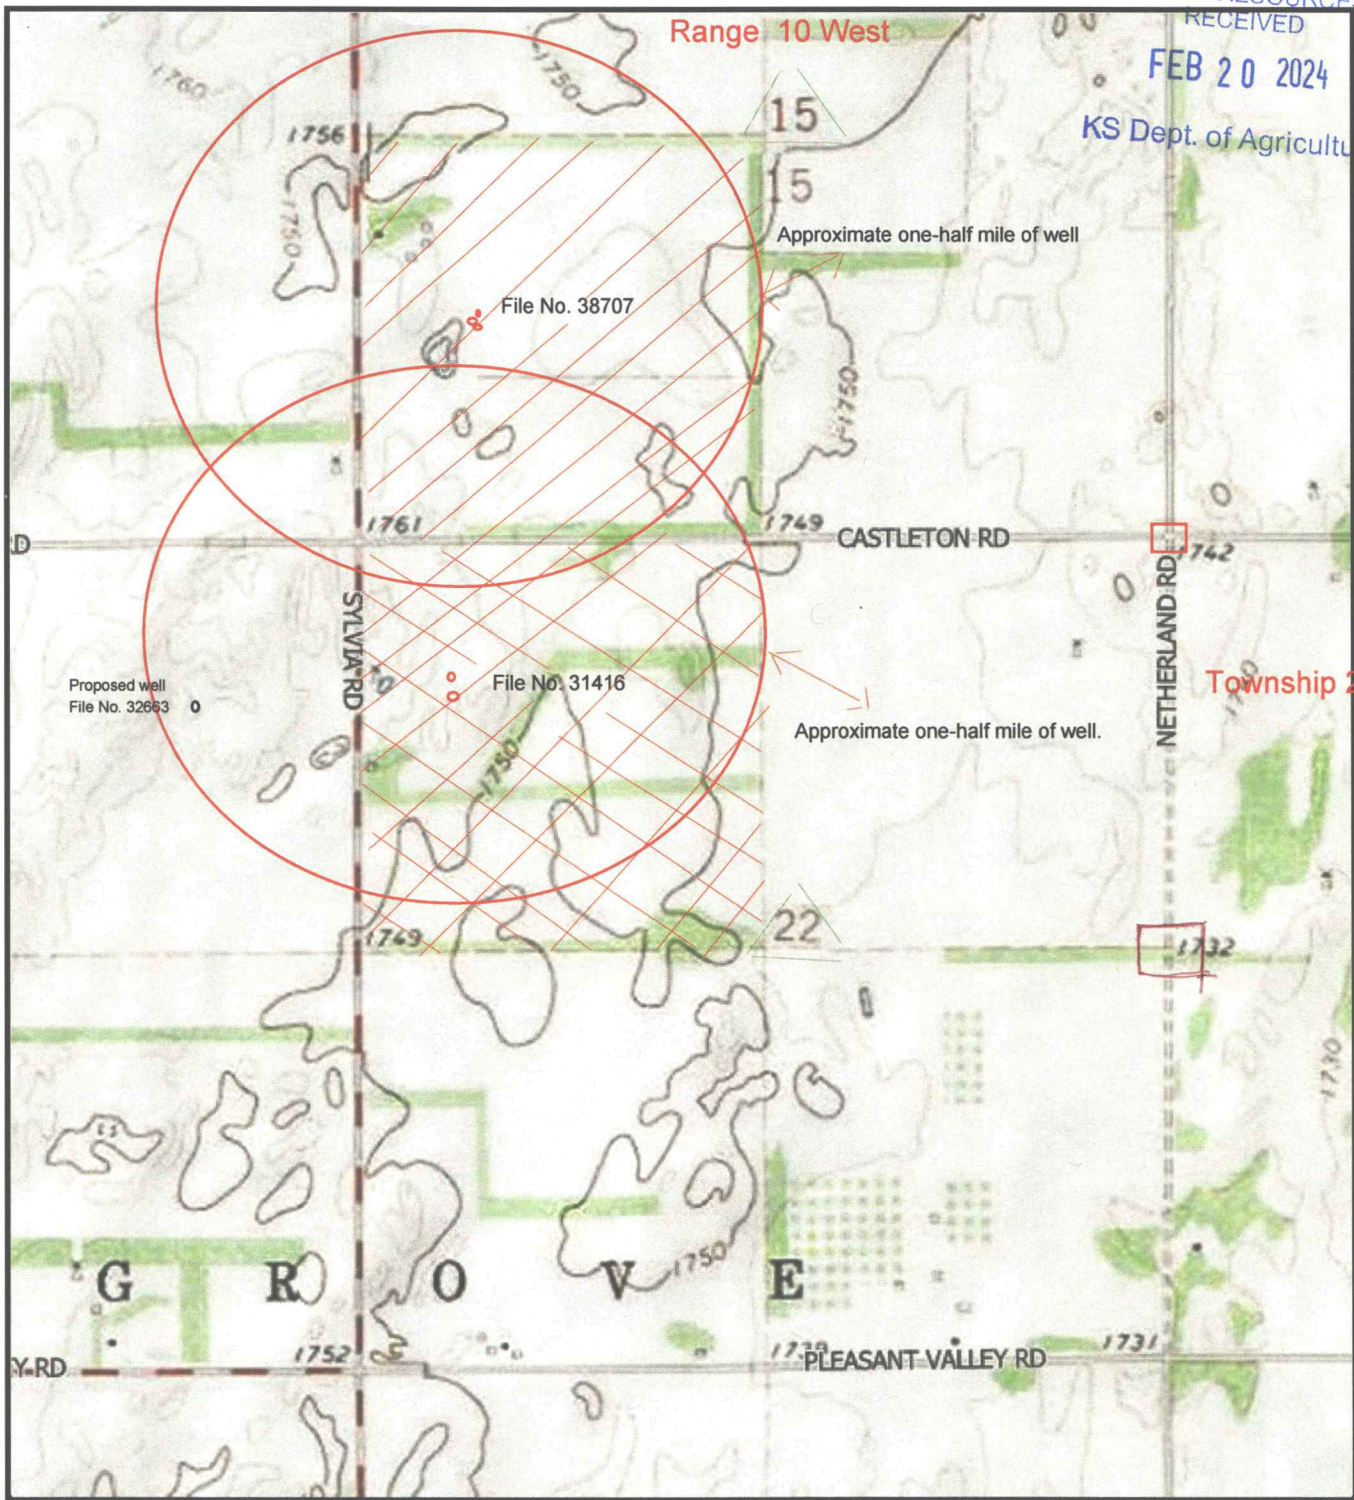 RECEIVED
Range 10 West
FEB 20 2024
KS Dept. of Agricultu
1750
1760
15
1756
15
1750
Approximate one-half mile of well
File No. 38707
1750
1761
1749
CASTLETON RD
1742
SYLVIA RD
NETHERLAND RD
Proposed well
File No. 32663
File No. 31416
Township 2
Approximate one-half mile of well.
1750
1749
22
1732
1730
1750
G R O V E
1752
1731
Y RD
PLEASANT VALLEY RD